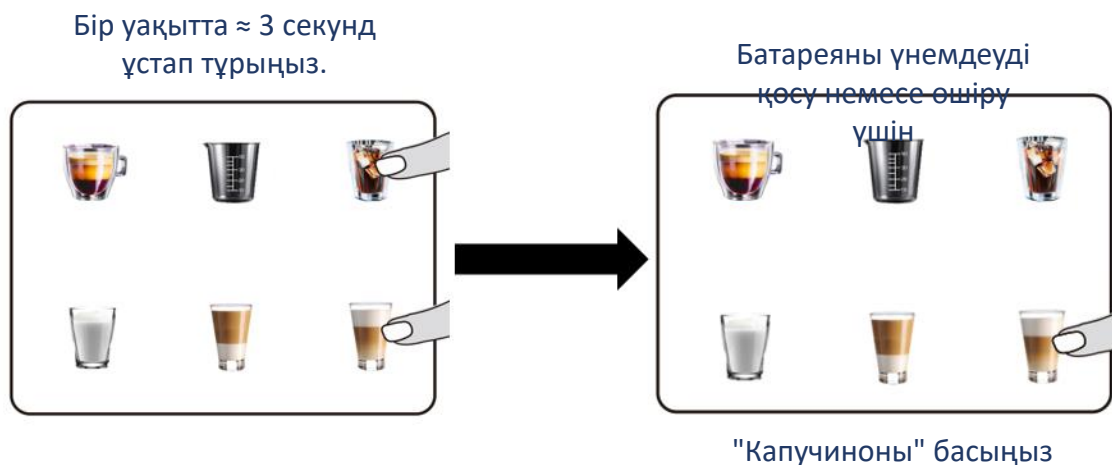 Бір уақытта ≈ 3 секунд
ұстап тұрыңыз.
Батареяны үнемдеуді
қосу немесе өшіру
үшін
"Капучиноны" басыңыз